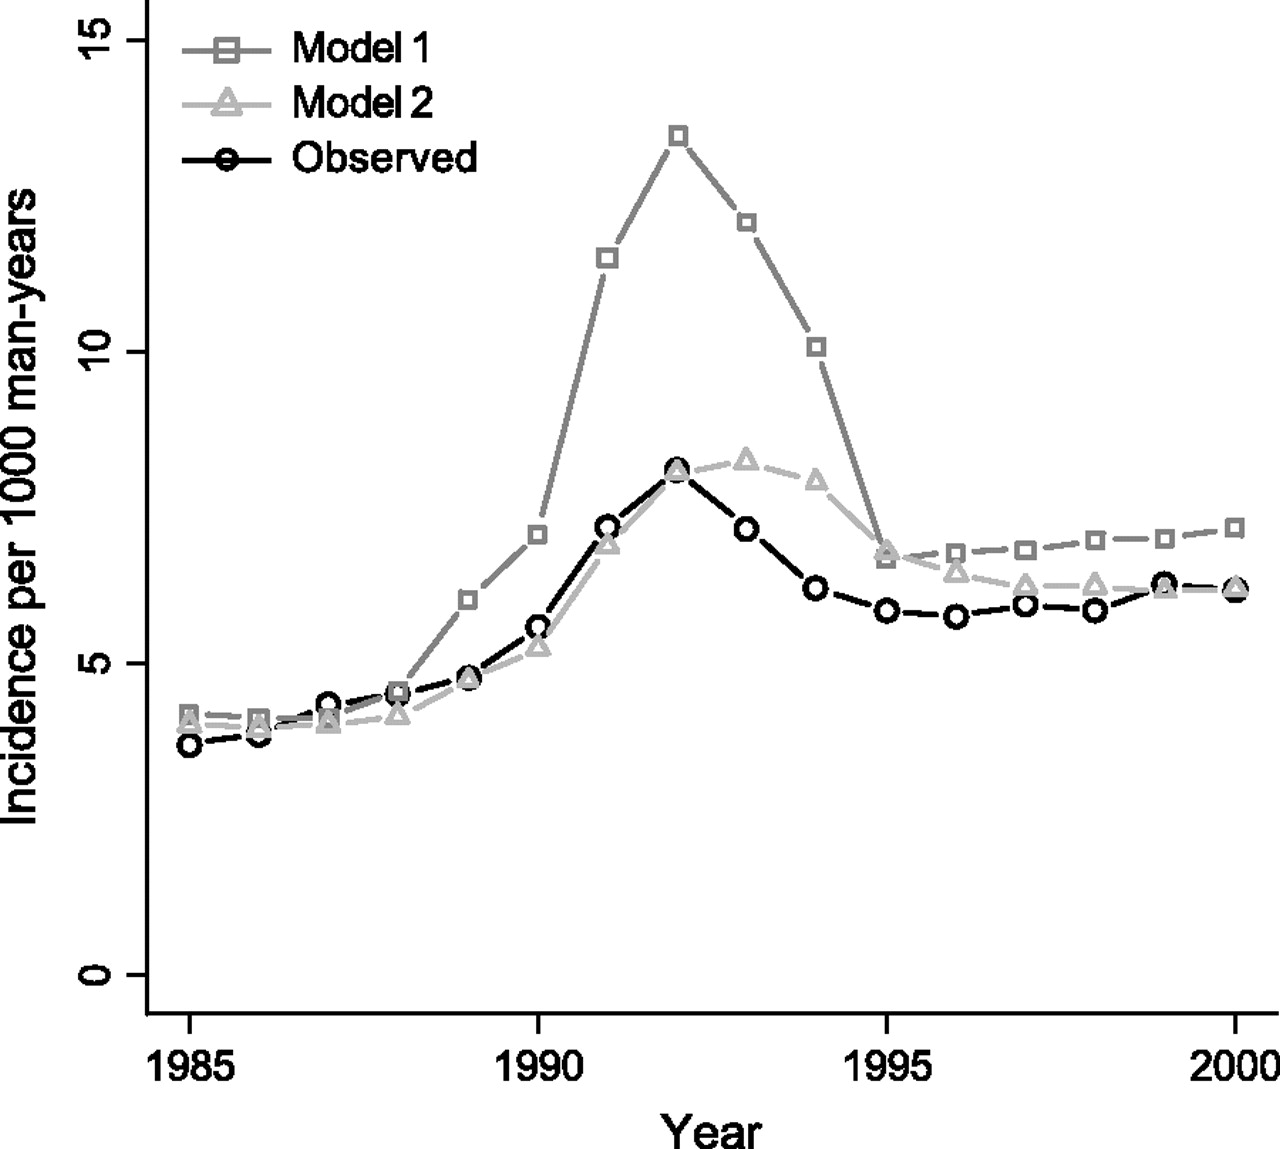 Model 1
Model 2
Observed
Incidence per 1000 man-years
15
10
5
0
1985 1990 1995 2000
Year